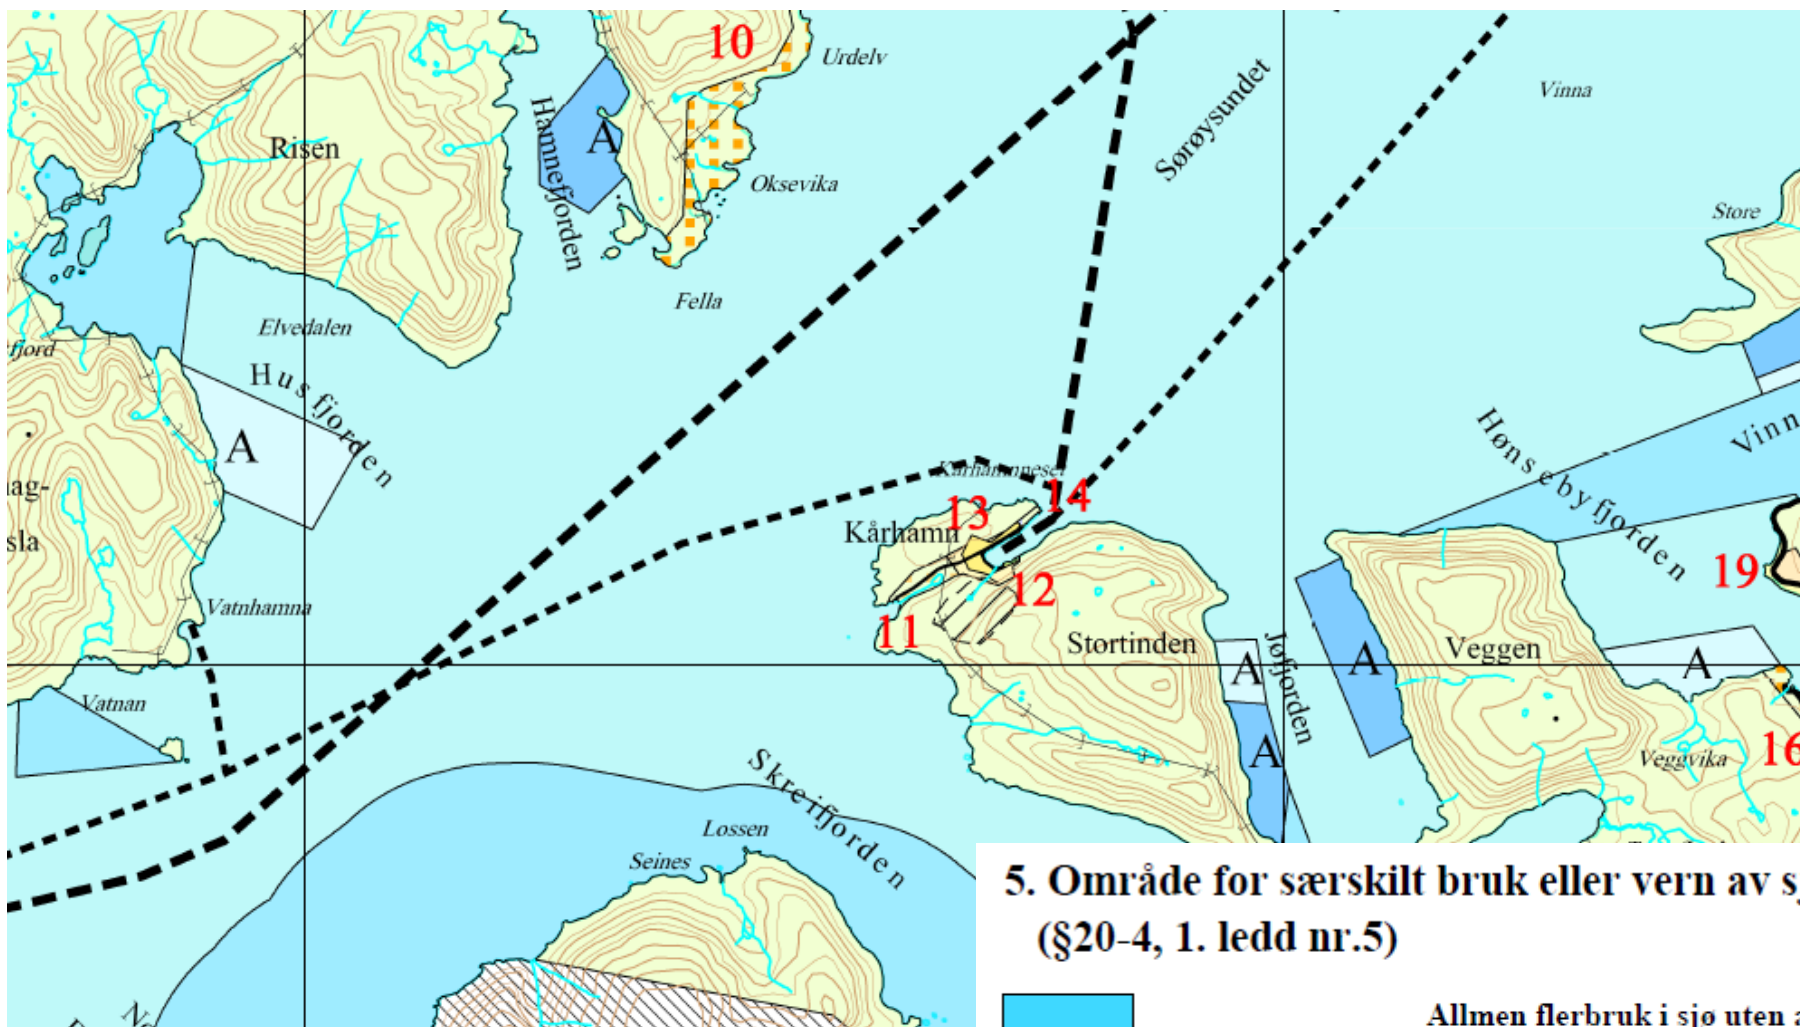 10
Urdelv
Hamnefjorden
A
Sørøysundet
Vinna
Risen
Oksevika
Store
Fella
Elvedalen
fjord
Husfjorden
A
Vinn
Hønsebyfjorden
Kårhamnneset
14
13
Kårhamn
ag-
sla
19
12
Vatnhamna
11
Stortinden
A
Jøfjorden
A
Veggen
A
Vatnan
A
Veggvika
16
Skreifjorden
Lossen
Seines
5. Område for særskilt bruk eller vern av s
(§20-4, 1. ledd nr.5)
Allmen flerbruk i sjø uten a